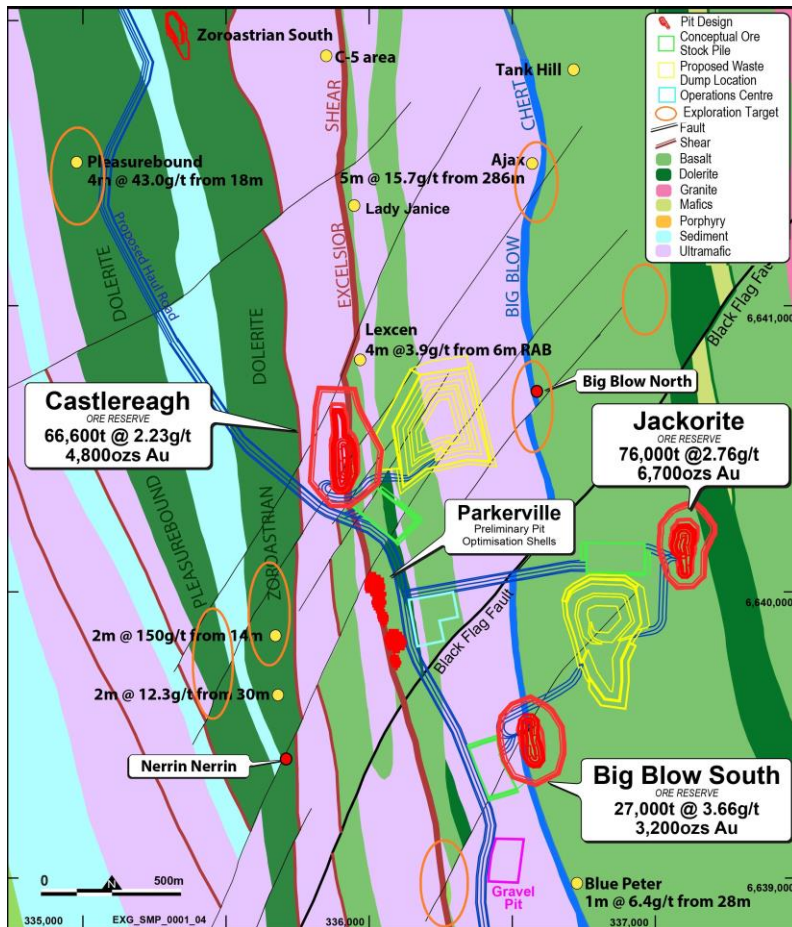 Zoroastrian South
C-5 area
Tank Hill
SHEAR
CHERT
Pit Design
Conceptual Ore
Stock Pile
Proposed Waste
Dump Location
Operations Centre
Exploration Target
Fault
Shear
Basalt
Dolerite
Granite
Mafics
Porphyry
Sediment
Ultramafic
Pleasurebound
4m @ 43.0g/t from 18m
Ajax
5m @ 15.7g/t from 286m
Lady Janice
Proposed Haul Road
DOLERITE
DOLERITE
EXCELSIOR
BIG BLOW
Black Flag Fau
6,641,000
Lexcen
4m @3.9g/t from 6m RAB
Big Blow North
Castlereagh
ORE RESERVE
66,600t @ 2.23g/t
4,800ozs Au
Jackorite
ORE RESERVE
76,000t @2.76g/t
6,700ozs Au
Parkerville
Preliminary Pit
Optimisation Shells
PLEASUREBOUND
ZOROASTRIAN
6,640,000
Black Flag Fault
2m @ 150g/t from 14m
2m @ 12.3g/t from 30m
Nerrin Nerrin
Big Blow South
ORE RESERVE
27,000t @ 3.66g/t
3,200ozs Au
Gravel
Pit
Blue Peter
1m @ 6.4g/t from 28m
6,639,000
0 N 500m
335,000
EXG_SMP_0001_04
336,000
337,000